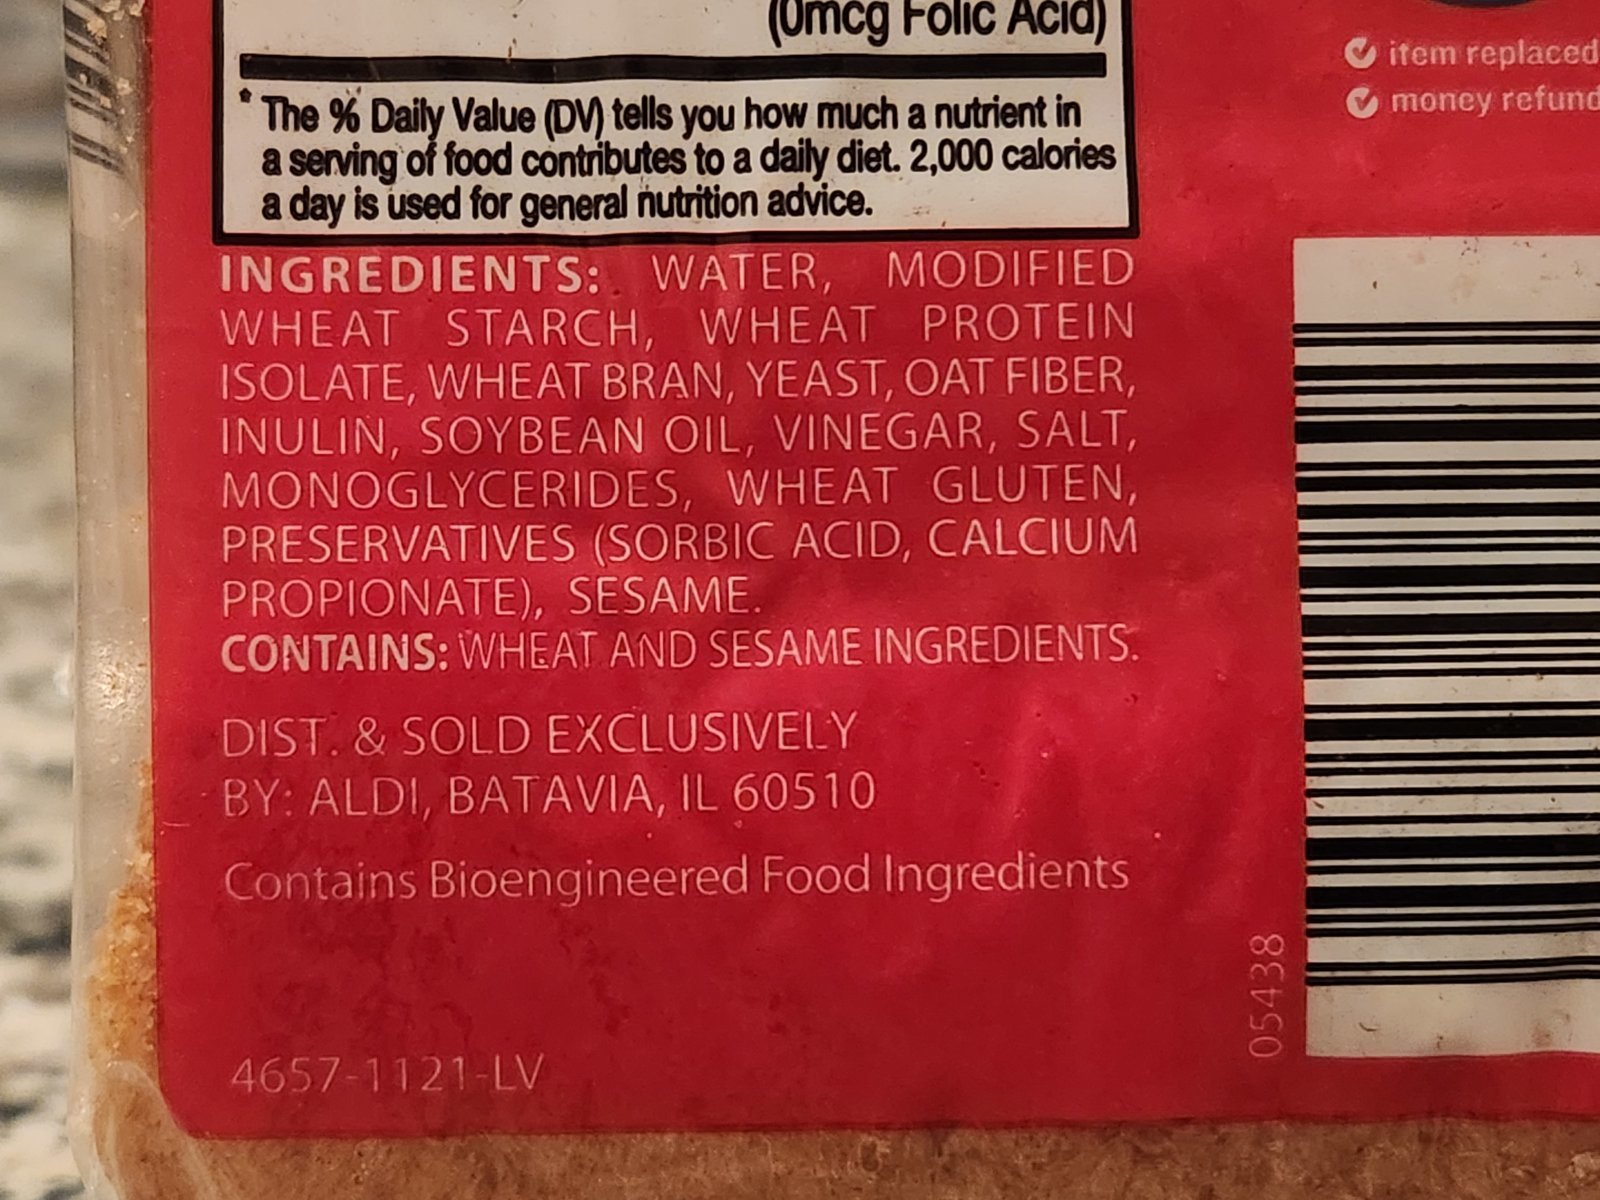 (0mcg Folic Acid)
* The % Daily Value (DV) tells you how much a nutrient in
a serving of food contributes to a daily diet. 2,000 calories
a day is used for general nutrition advice.
INGREDIENTS: WATER, MODIFIED
WHEAT STARCH, WHEAT PROTEIN
ISOLATE, WHEAT BRAN, YEAST, OAT FIBER,
INULIN, SOYBEAN OIL, VINEGAR, SALT,
MONOGLYCERIDES, WHEAT GLUTEN,
PRESERVATIVES (SORBIC ACID, CALCIUM
PROPIONATE), SESAME.
CONTAINS: WHEAT AND SESAME INGREDIENTS.
DIST. & SOLD EXCLUSIVELY
BY: ALDI, BATAVIA, IL 60510
Contains Bioengineered Food Ingredients
4657-1121-LV
item replaced
money refund
05438